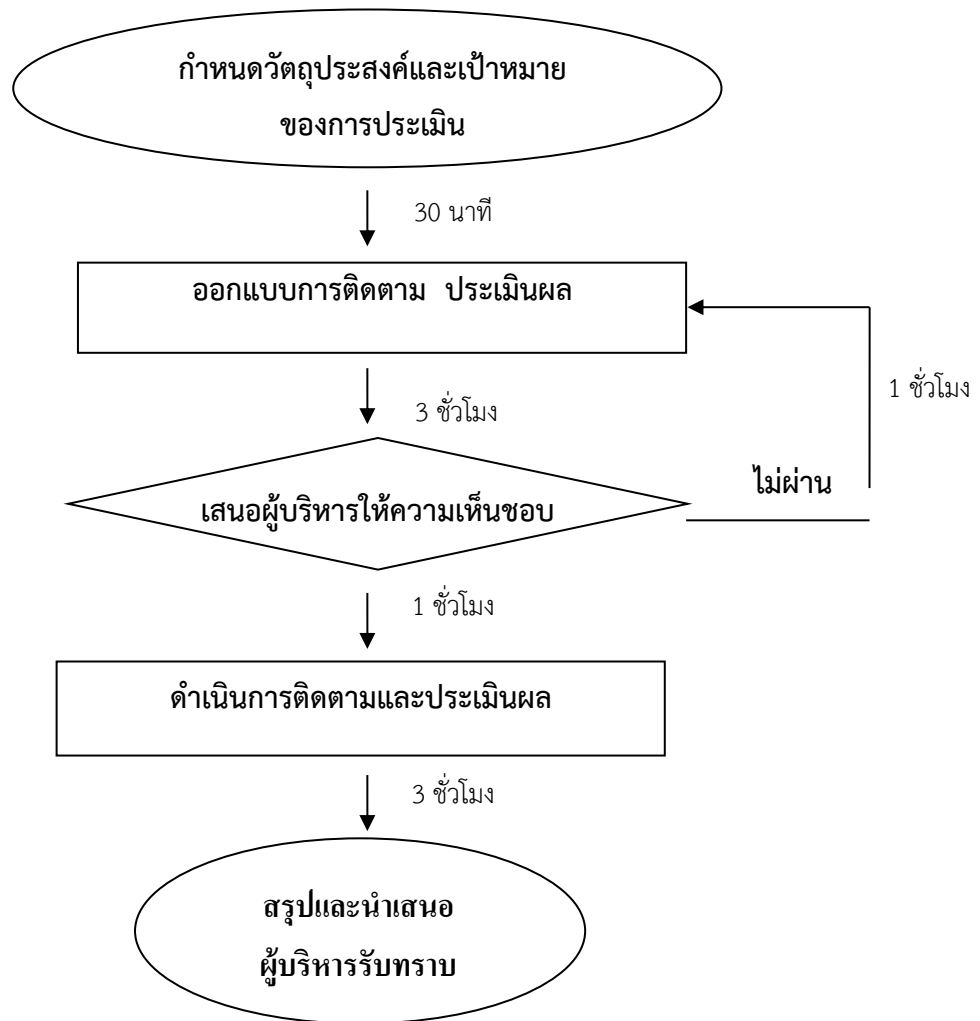 กำหนดวัตถุประสงค์และเป้าหมาย
ของการประเมิน
30 นาที
ออกแบบการติดตาม ประเมินผล
1 ชั่วโมง
3 ชั่วโมง
ไม่ผ่าน
เสนอผู้บริหารให้ความเห็นชอบ
1 ชั่วโมง
ดำเนินการติดตามและประเมินผล
3 ชั่วโมง
สรุปและนำเสนอ
ผู้บริหารรับทราบ